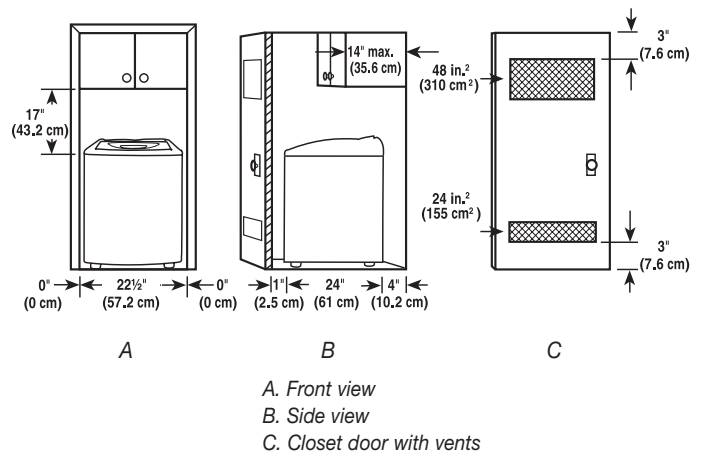 17"
(43.2 cm)
0"
(0 cm)
22½"
(57.2 cm)
0"
(0 cm)
A
14" max.
(35.6 cm)
1"
(2.5 cm)
24"
(61 cm)
4"
(10.2 cm)
B
48 in.²
(310 cm²)
3"
(7.6 cm)
24 in.²
(155 cm²)
3"
(7.6 cm)
C
A. Front view
B. Side view
C. Closet door with vents